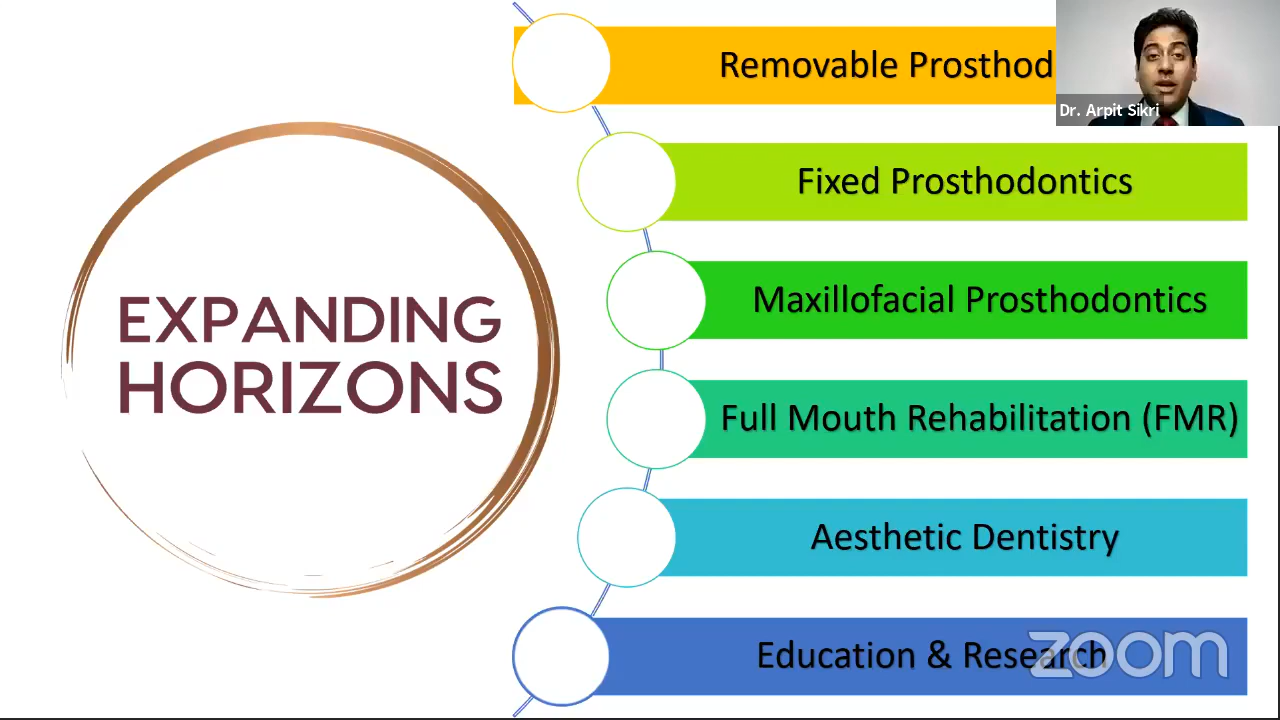 Removable Prosthod
Dr. Arpit Sikri
Fixed Prosthodontics
EXPANDING
HORIZONS
Maxillofacial Prosthodontics
Full Mouth Rehabilitation (FMR)
Aesthetic Dentistry
Education & Research
zoom